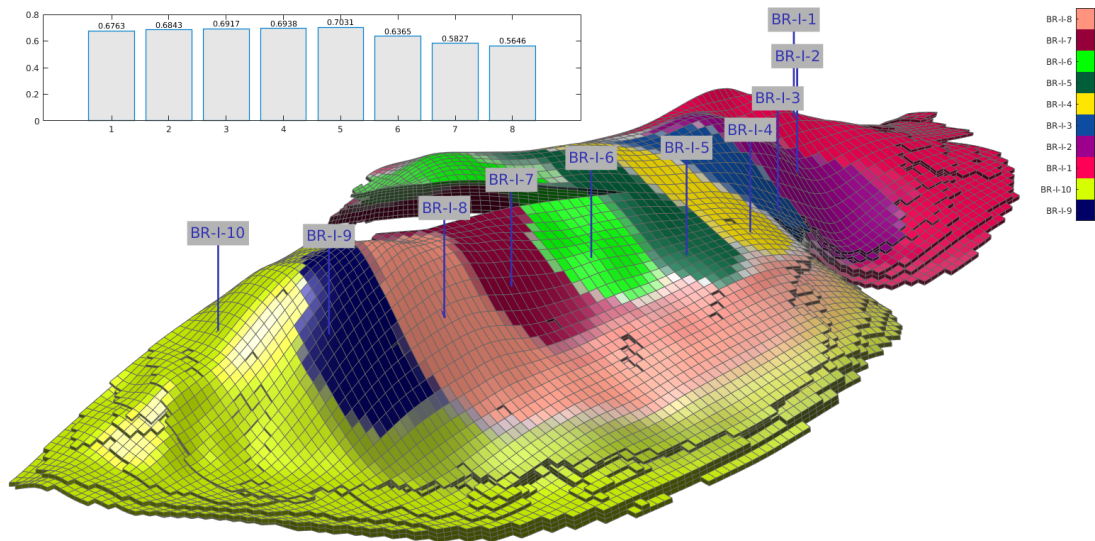 0.8
0.6
0.4
0.2
0
0.6763
0.6843
0.6917
0.6938
0.7031
0.6365
0.5827
0.5646
1
2
3
4
5
6
7
8
BR-I-1
BR-I-2
BR-I-3
BR-I-4
BR-I-5
BR-I-6
BR-I-7
BR-I-8
BR-I-9
BR-I-10
BR-I-8
BR-I-7
BR-I-6
BR-I-5
BR-I-4
BR-I-3
BR-I-2
BR-I-1
BR-I-10
BR-I-9